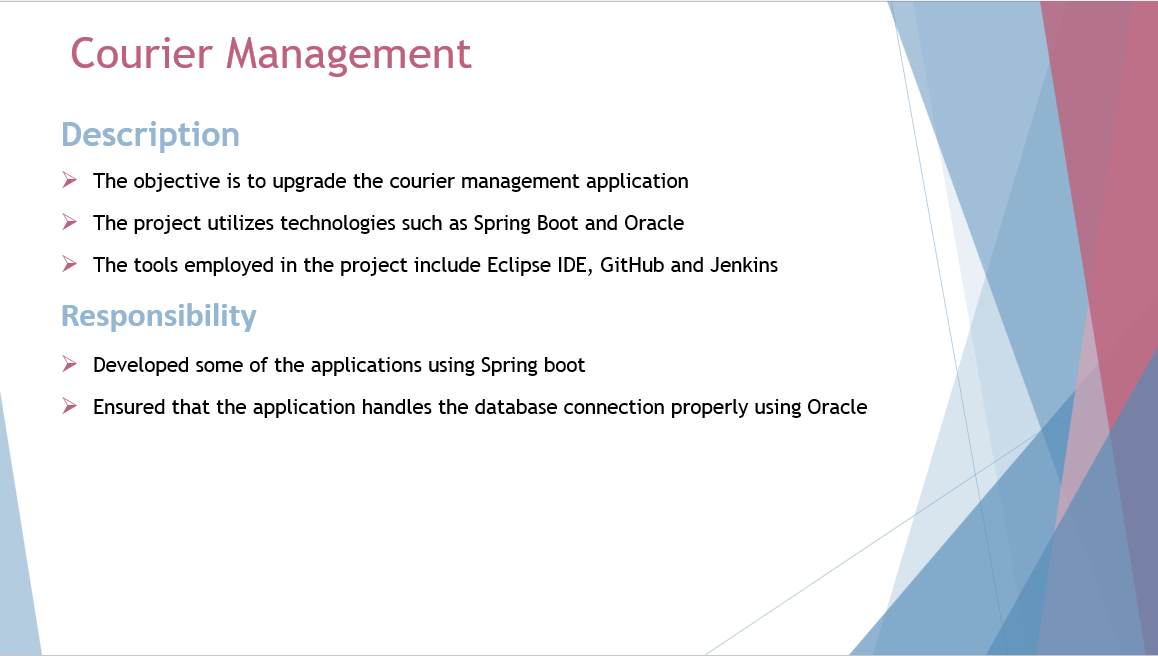 Courier Management
Description
The objective is to upgrade the courier management application
The project utilizes technologies such as Spring Boot and Oracle
The tools employed in the project include Eclipse IDE, GitHub and Jenkins
Responsibility
Developed some of the applications using Spring boot
Ensured that the application handles the database connection properly using Oracle